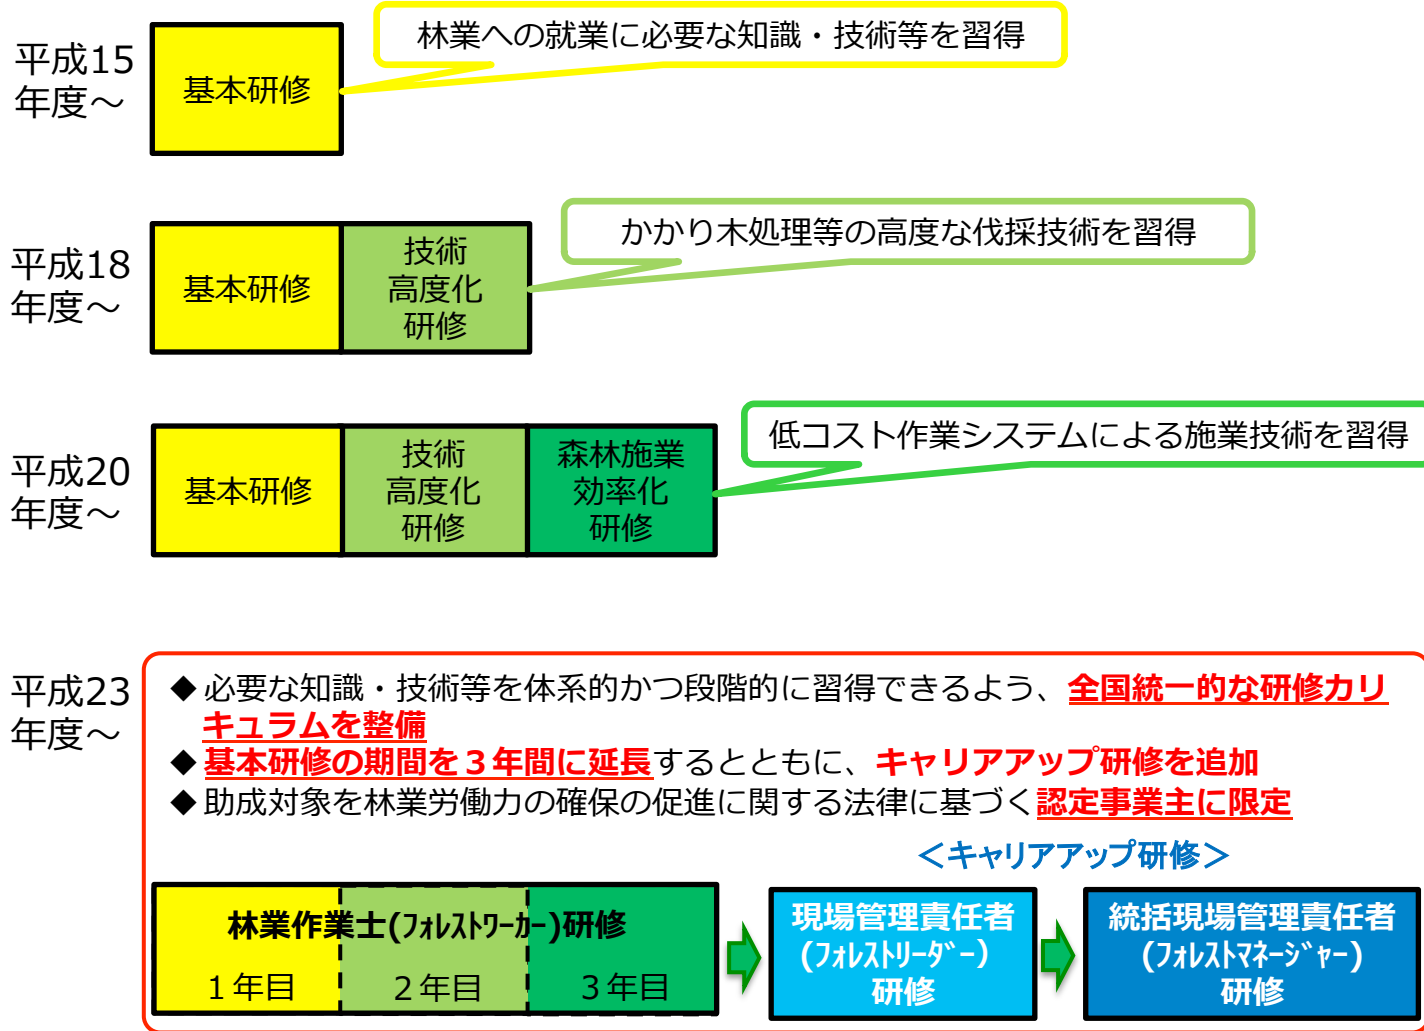 平成15
年度～
基本研修
林業への就業に必要な知識・技術等を習得
平成18
年度～
基本研修
技術
高度化
研修
かかり木処理等の高度な伐採技術を習得
平成20
年度～
基本研修
技術
高度化
研修
森林施業
効率化
研修
低コスト作業システムによる施業技術を習得
平成23
年度～
◆必要な知識・技術等を体系的かつ段階的に習得できるよう、全国統一的な研修カリ
キュラムを整備
◆基本研修の期間を３年間に延長するとともに、キャリアアップ研修を追加
◆助成対象を林業労働力の確保の促進に関する法律に基づく認定事業主に限定
＜キャリアアップ研修＞
林業作業士(ﾌｫﾚｽﾄﾜｰｶｰ)研修
１年目
２年目
３年目
現場管理責任者
(ﾌｫﾚｽﾄﾘｰﾀﾞｰ)
研修
統括現場管理責任者
(ﾌｫﾚｽﾄﾏﾈｰｼﾞｬｰ)
研修